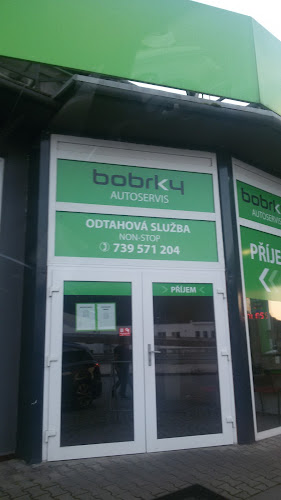 bobrky
AUTOSERVIS
ODTAHOVÁ SLUŽBA
NON-STOP
739 571 204
PŘÍJEM
bobrky
AUTOSERVIS
PŘÍJE